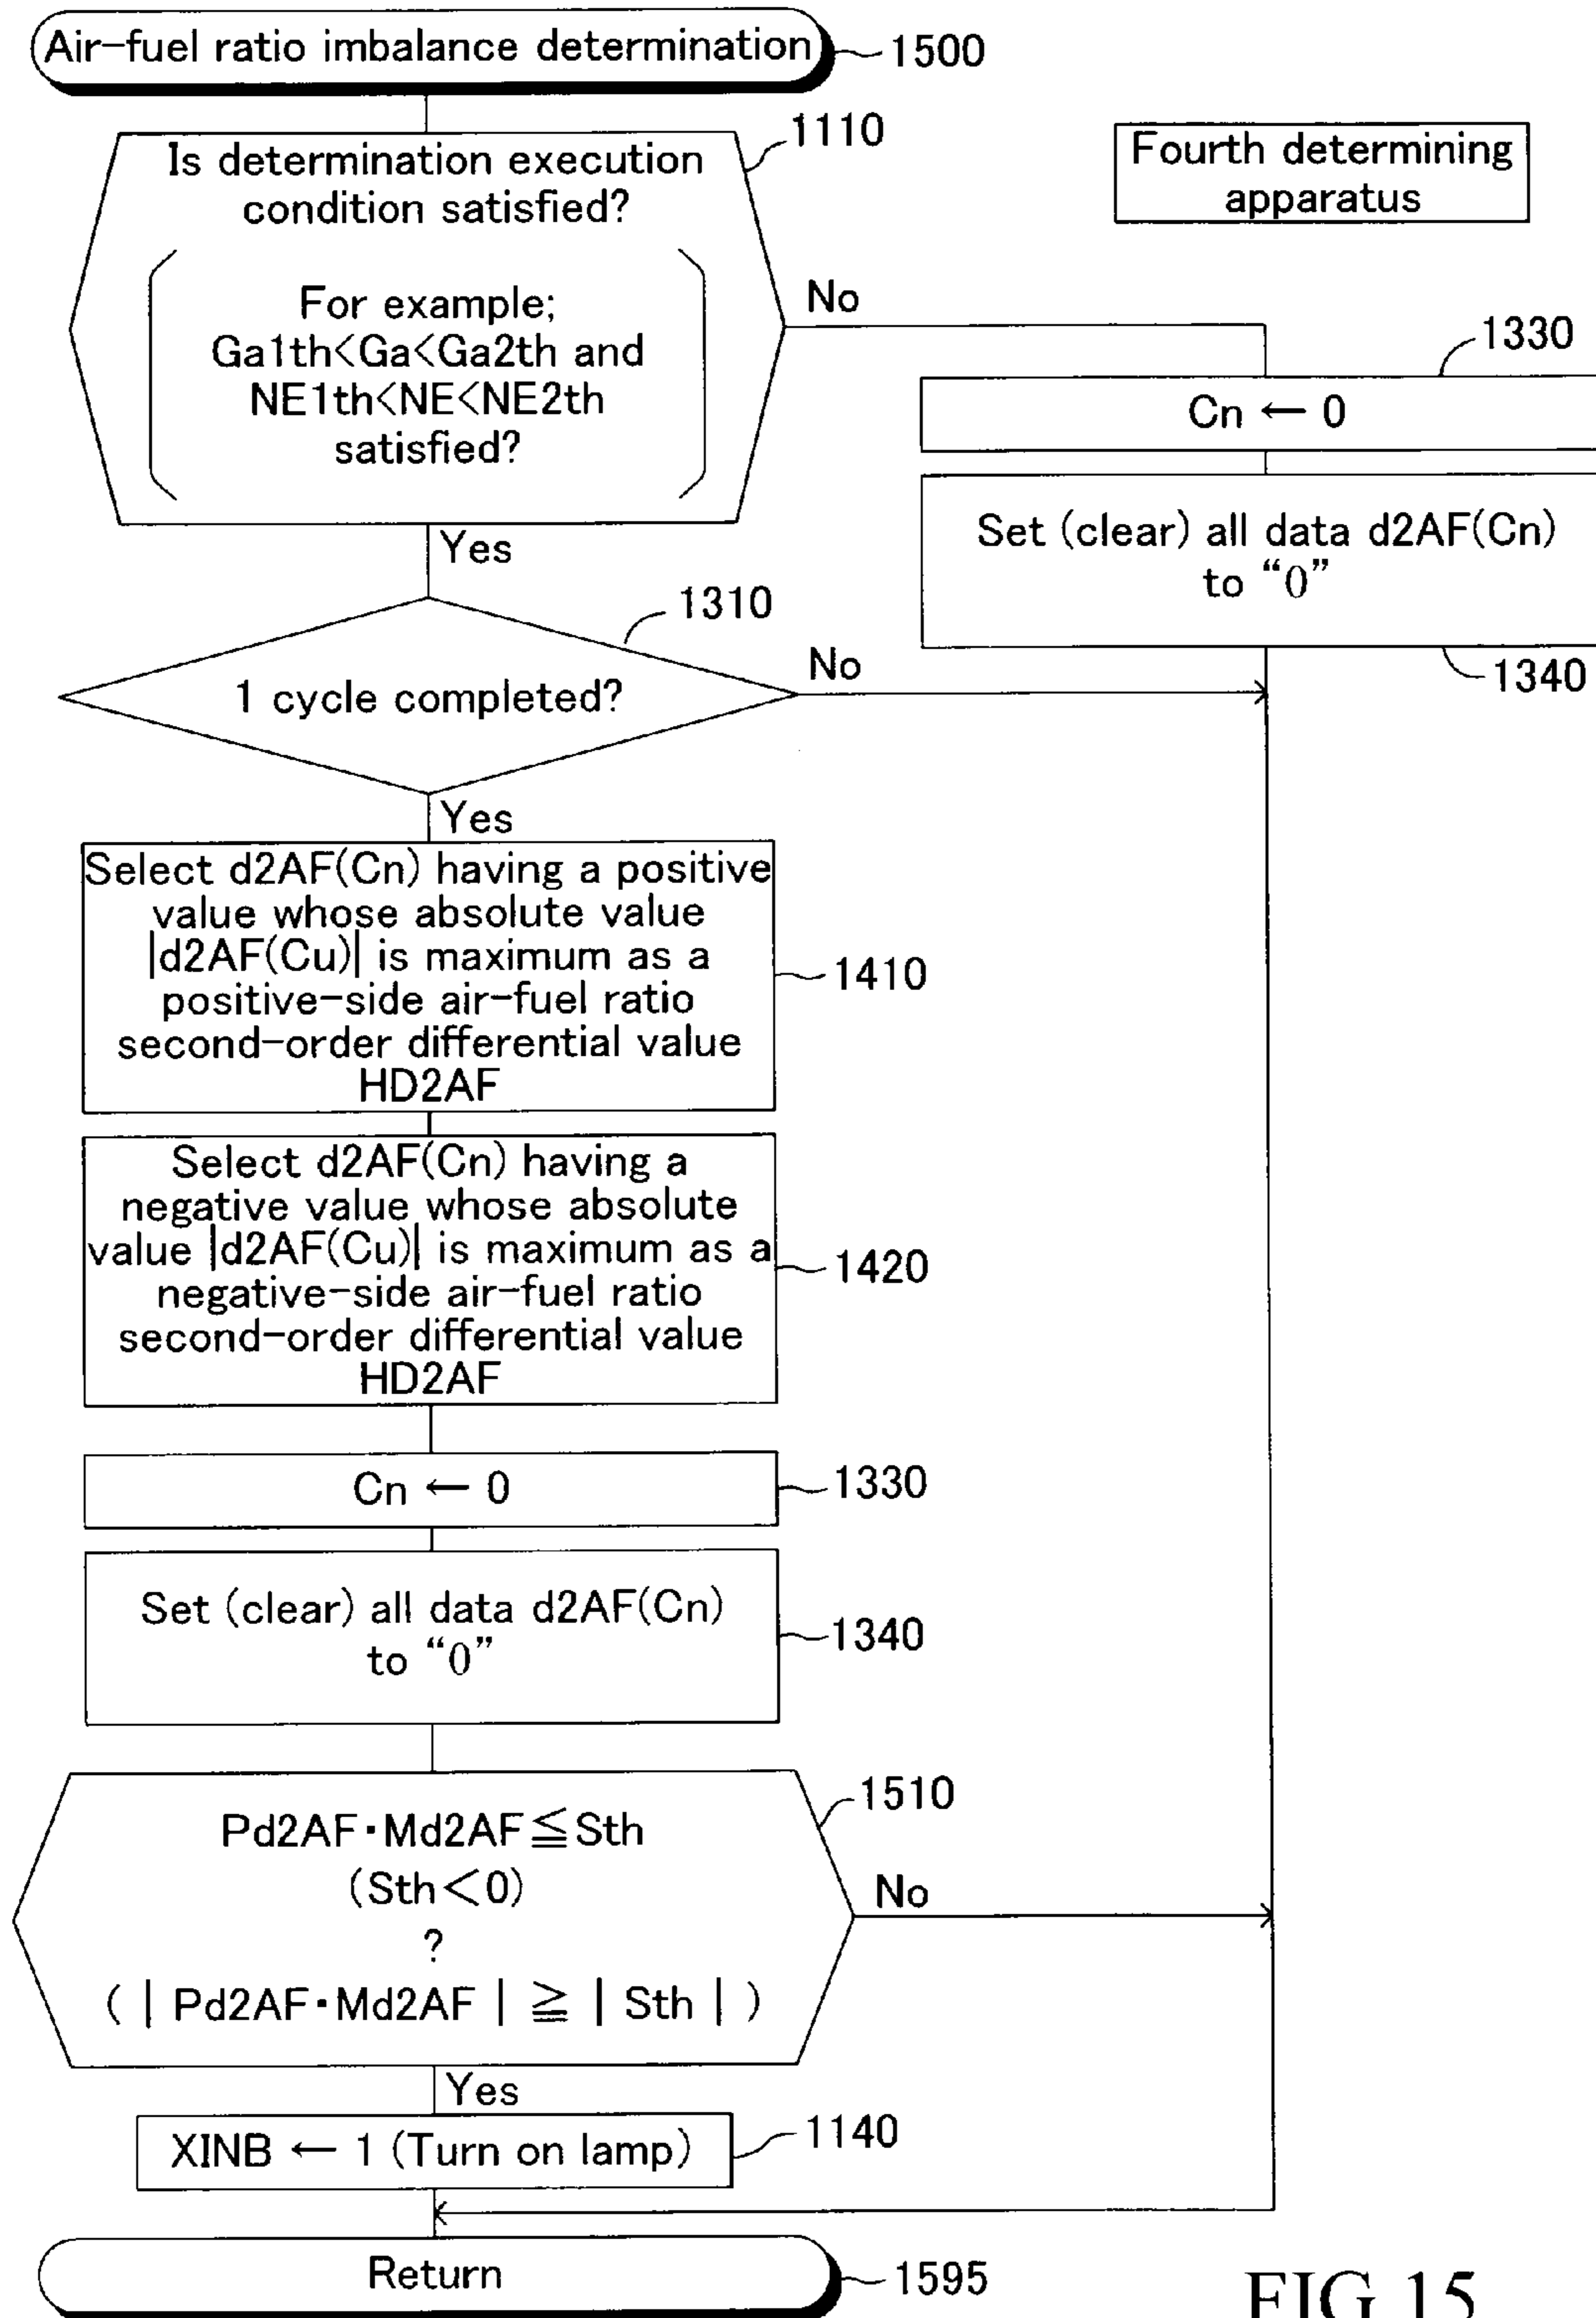 Air-fuel ratio imbalance determination
1500
1110
Is determination execution
condition satisfied?
For example;
Ga1th<Ga<Ga2th and
NE1th<NE<NE2th
satisfied?
No
Yes
Fourth determining
apparatus
1330
Cn ← 0
Set (clear) all data d2AF(Cn)
to “0”
1340
1310
1 cycle completed?
No
Yes
Select d2AF(Cn) having a positive
value whose absolute value
|d2AF(Cu)| is maximum as a
positive-side air-fuel ratio
second-order differential value
HD2AF
1410
Select d2AF(Cn) having a
negative value whose absolute
value |d2AF(Cu)| is maximum as a
negative-side air-fuel ratio
second-order differential value
HD2AF
1420
Cn ← 0
1330
Set (clear) all data d2AF(Cn)
to “0”
1340
1510
Pd2AF·Md2AF≦Sth
(Sth<0)
?
( | Pd2AF·Md2AF | ≧ | Sth | )
No
Yes
XINB ← 1 (Turn on lamp)
1140
Return
1595
FIG.15